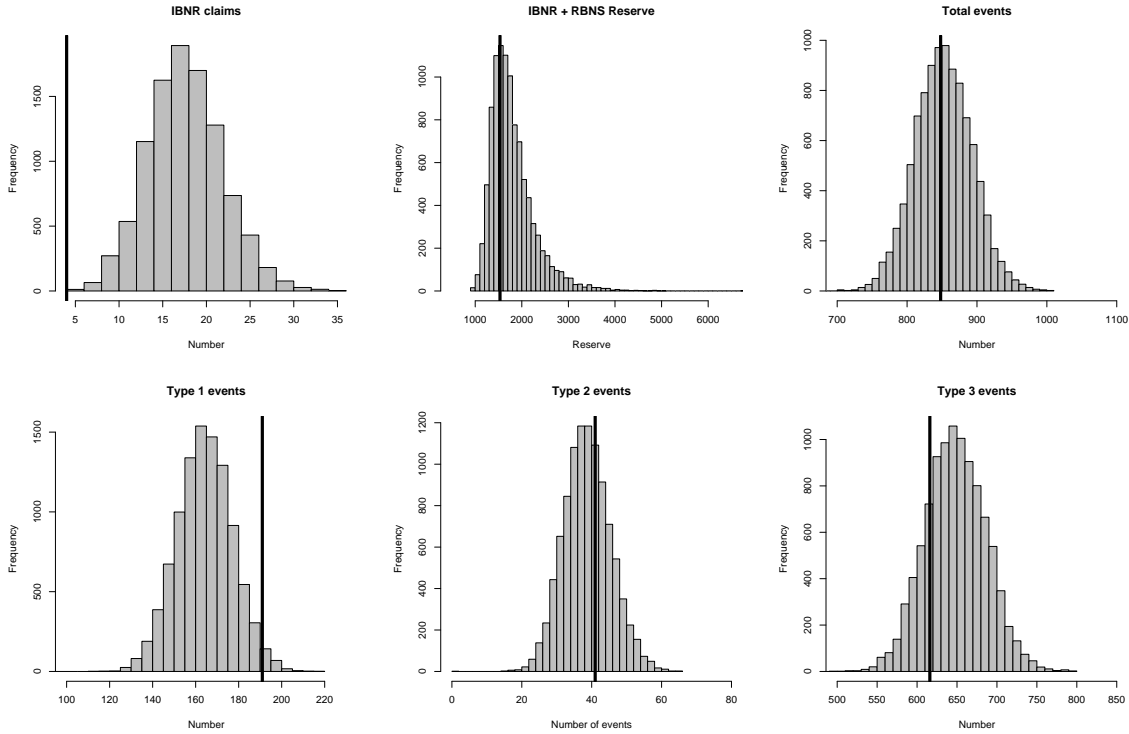 IBNR claims
Frequency
0 500 1000 1500
5 10 15 20 25 30 35
Number
IBNR + RBNS Reserve
Frequency
0 200 400 600 800 1000
1000 2000 3000 4000 5000 6000
Reserve
Total events
Frequency
0 200 400 600 800 1000
700 800 900 1000 1100
Number
Type 1 events
Frequency
0 500 1000 1500
100 120 140 160 180 200 220
Number
Type 2 events
Frequency
0 200 400 600 800 1000 1200
0 20 40 60 80
Number of events
Type 3 events
Frequency
0 200 400 600 800 1000
500 550 600 650 700 750 800 850
Number